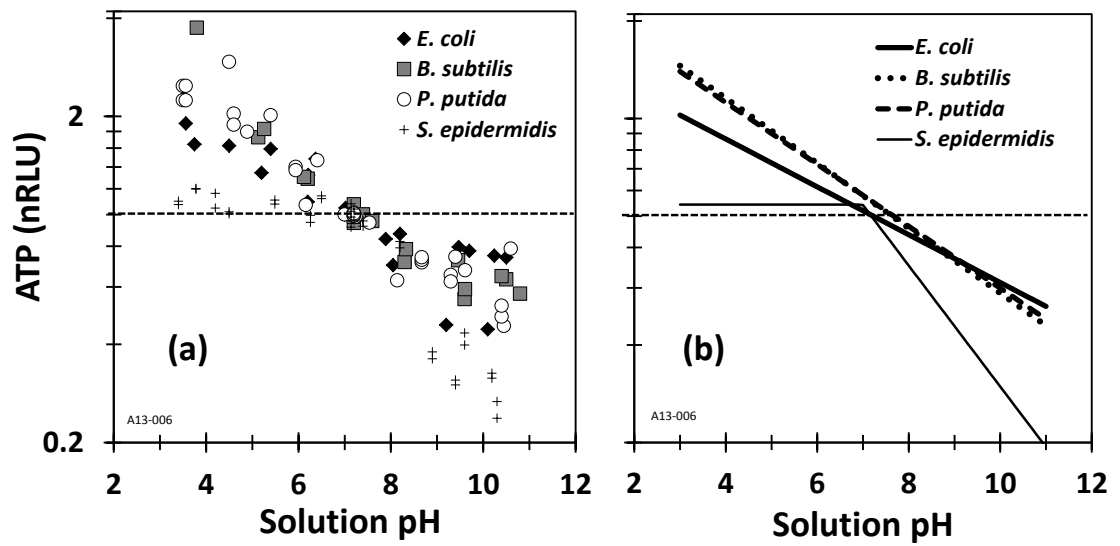 E. coli
B. subtilis
P. putida
S. epidermidis
2
ATP (nRLU)
(a)
A13-006
0.2
2 4 6 8 10 12
Solution pH
E. coli
B. subtilis
P. putida
S. epidermidis
(b)
A13-006
2 4 6 8 10 12
Solution pH